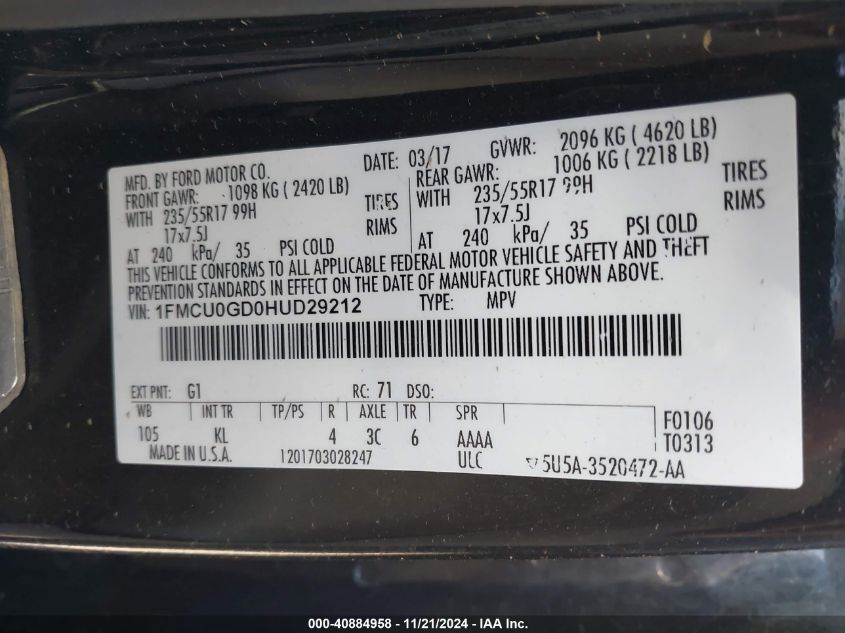 MFD. BY FORD MOTOR CO. DATE: 03/17 GVWR: 2096 KG ( 4620 LB)
FRONT GAWR: 1098 KG ( 2420 LB) REAR GAWR: 1006 KG ( 2218 LB)
WITH 235/55R17 99H TIRES WITH 235/55R17 99H TIRES
17x7.5J RIMS 17x7.5J RIMS
AT 240 kPa/ 35 PSI COLD AT 240 kPa/ 35 PSI COLD
THIS VEHICLE CONFORMS TO ALL APPLICABLE FEDERAL MOTOR VEHICLE SAFETY AND THEFT
PREVENTION STANDARDS IN EFFECT ON THE DATE OF MANUFACTURE SHOWN ABOVE.
VIN: 1FMCU0GD0HUD29212 TYPE: MPV
EXT PNT: G1 RC: 71 DSO:
WB INT TR TP/PS R AXLE TR SPR F0106
105 KL 4 3C 6 AAAA T0313
MADE IN U.S.A. 1201703028247 ULC 5U5A-3520472-AA
000-40884958 - 11/21/2024 - IAA Inc.